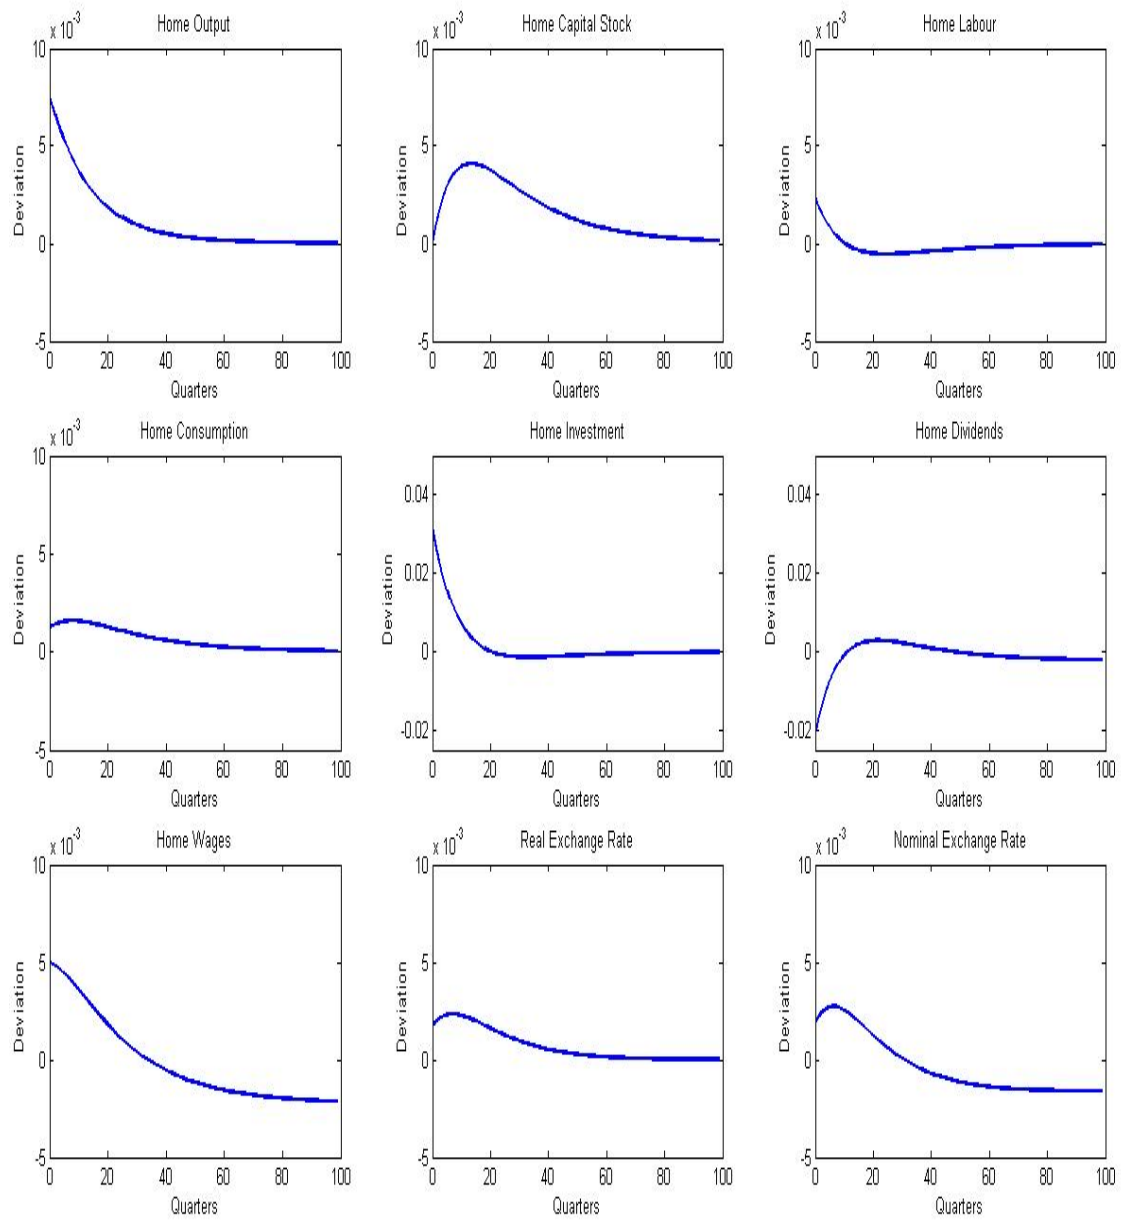 Home Output Home Capital Stock Home Labour
x 10^-3 x 10^-3 x 10^-3
10 10 10
5 5 5
Deviation Deviation Deviation
0 0 0
-5 -5 -5
0 20 40 60 80 100 0 20 40 60 80 100 0 20 40 60 80 100
Quarters Quarters Quarters
Home Consumption Home Investment Home Dividends
x 10^-3
10
0.04 0.04
5
0.02 0.02
Deviation Deviation Deviation
0 0 0
-0.02 -0.02
-5
0 20 40 60 80 100 0 20 40 60 80 100 0 20 40 60 80 100
Quarters Quarters Quarters
Home Wages Real Exchange Rate Nominal Exchange Rate
x 10^-3 x 10^-3 x 10^-3
10 10 10
5 5 5
Deviation Deviation Deviation
0 0 0
-5 -5 -5
0 20 40 60 80 100 0 20 40 60 80 100 0 20 40 60 80 100
Quarters Quarters Quarters